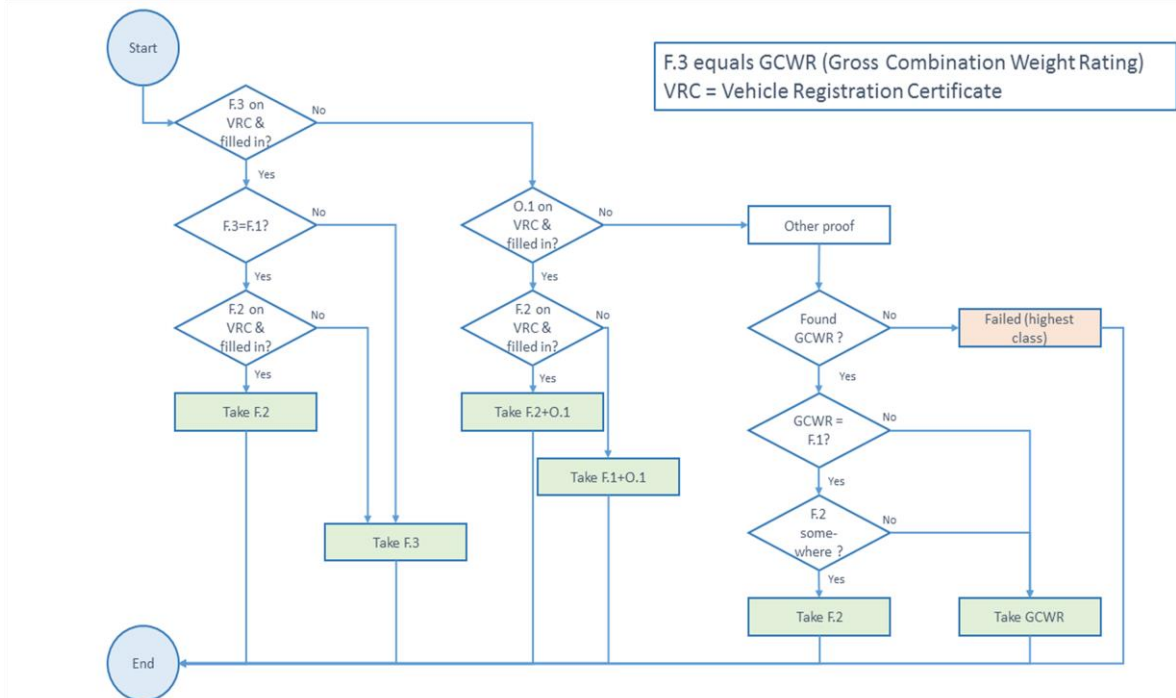 Start
F.3 equals GCWR (Gross Combination Weight Rating)
VRC = Vehicle Registration Certificate
F.3 on
VRC &
filled in?
No
Yes
F.3=F.1?
No
Yes
F.2 on
VRC &
filled in?
No
Yes
Take F.2
Take F.3
O.1 on
VRC &
filled in?
No
Yes
F.2 on
VRC &
filled in?
No
Yes
Take F.2+O.1
Take F.1+O.1
Other proof
Found
GCWR ?
No
Failed (highest
class)
Yes
GCWR =
F.1?
No
Yes
F.2
some-
where ?
No
Yes
Take F.2
Take GCWR
End